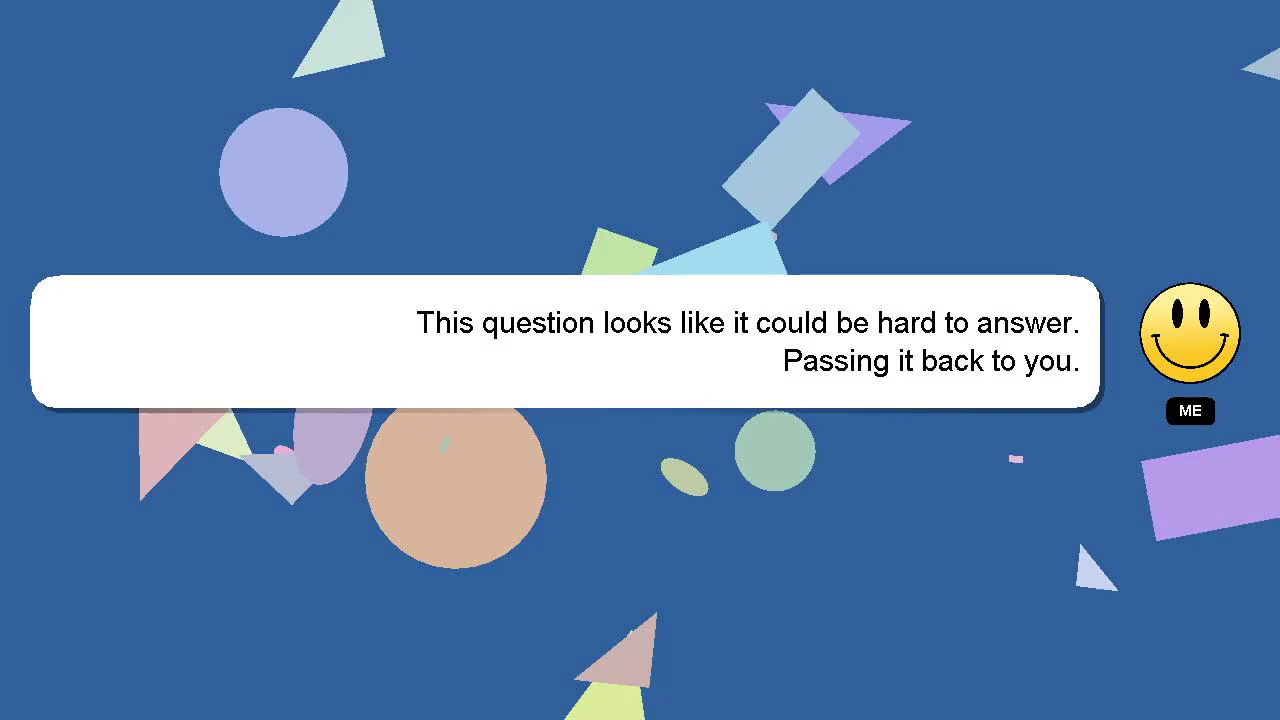 This question looks like it could be hard to answer.
Passing it back to you.
ME